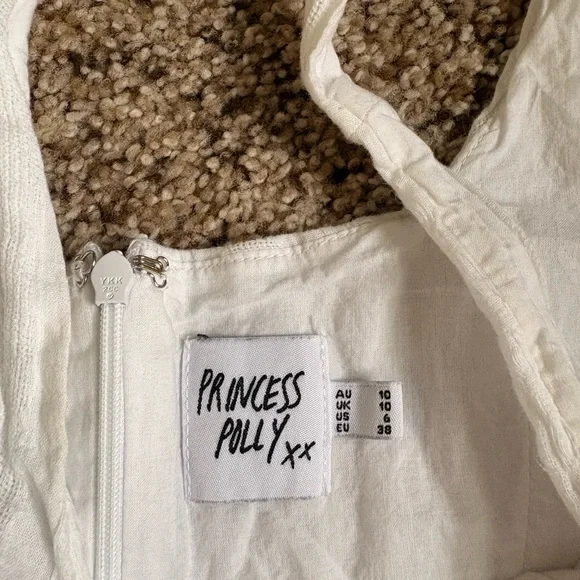 YKK
PRINCESS
POLLY xx
AU 10
UK 10
US 6
EU 38